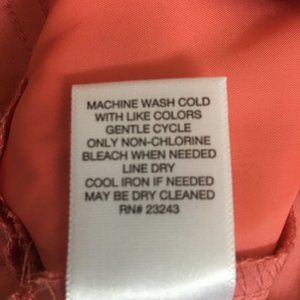 MACHINE WASH COLD
WITH LIKE COLORS
GENTLE CYCLE
ONLY NON-CHLORINE
BLEACH WHEN NEEDED
LINE DRY
COOL IRON IF NEEDED
MAY BE DRY CLEANED
RN# 23243